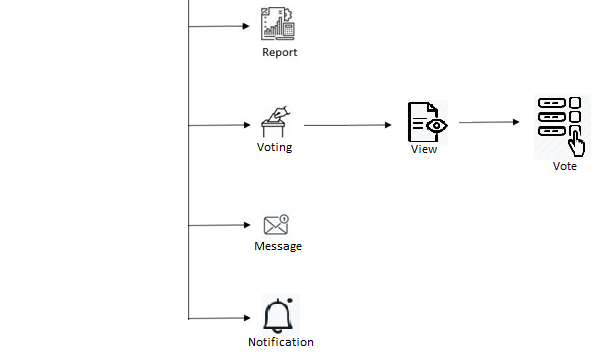 Report
Voting
View
Vote
Message
Notification